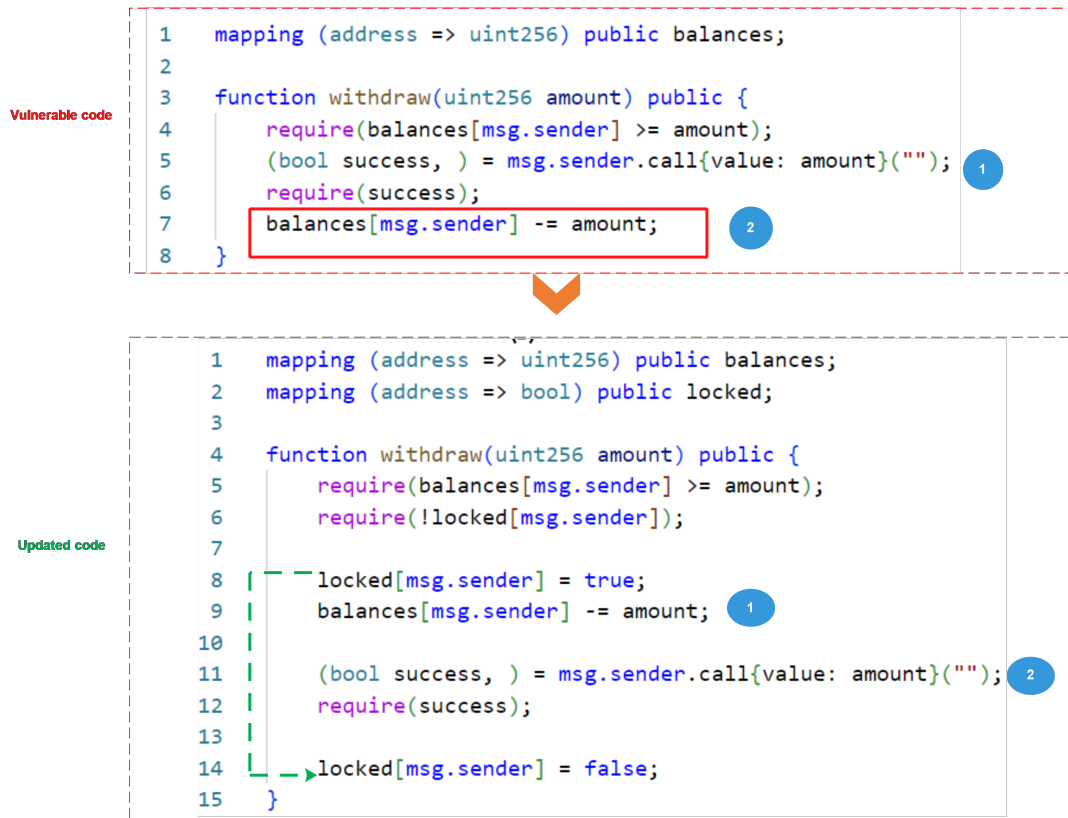 1 mapping (address => uint256) public balances;
2
3 function withdraw(uint256 amount) public {
Vulnerable code
4 require(balances[msg.sender] >= amount);
5 (bool success, ) = msg.sender.call{value: amount}(""); 1
6 require(success);
7 balances[msg.sender] -= amount; 2
8 }
1 mapping (address => uint256) public balances;
2 mapping (address => bool) public locked;
3
4 function withdraw(uint256 amount) public {
5 require(balances[msg.sender] >= amount);
6 require(!locked[msg.sender]);
Updated code
7
8 locked[msg.sender] = true;
9 balances[msg.sender] -= amount; 1
10
11 (bool success, ) = msg.sender.call{value: amount}(""); 2
12 require(success);
13
14 locked[msg.sender] = false;
15 }